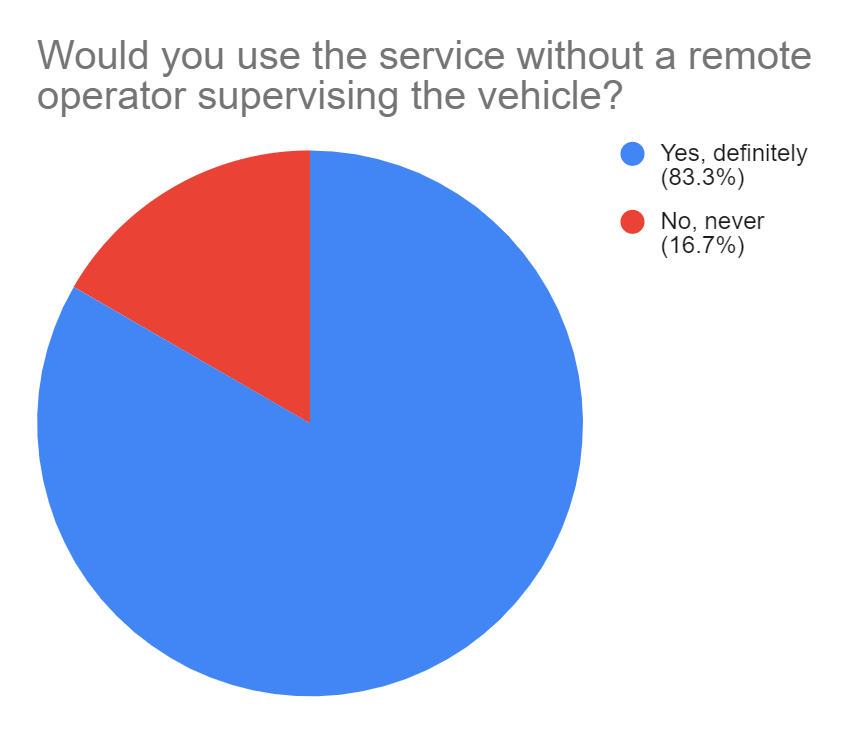 Would you use the service without a remote
operator supervising the vehicle?
Yes, definitely
(83.3%)
No, never
(16.7%)